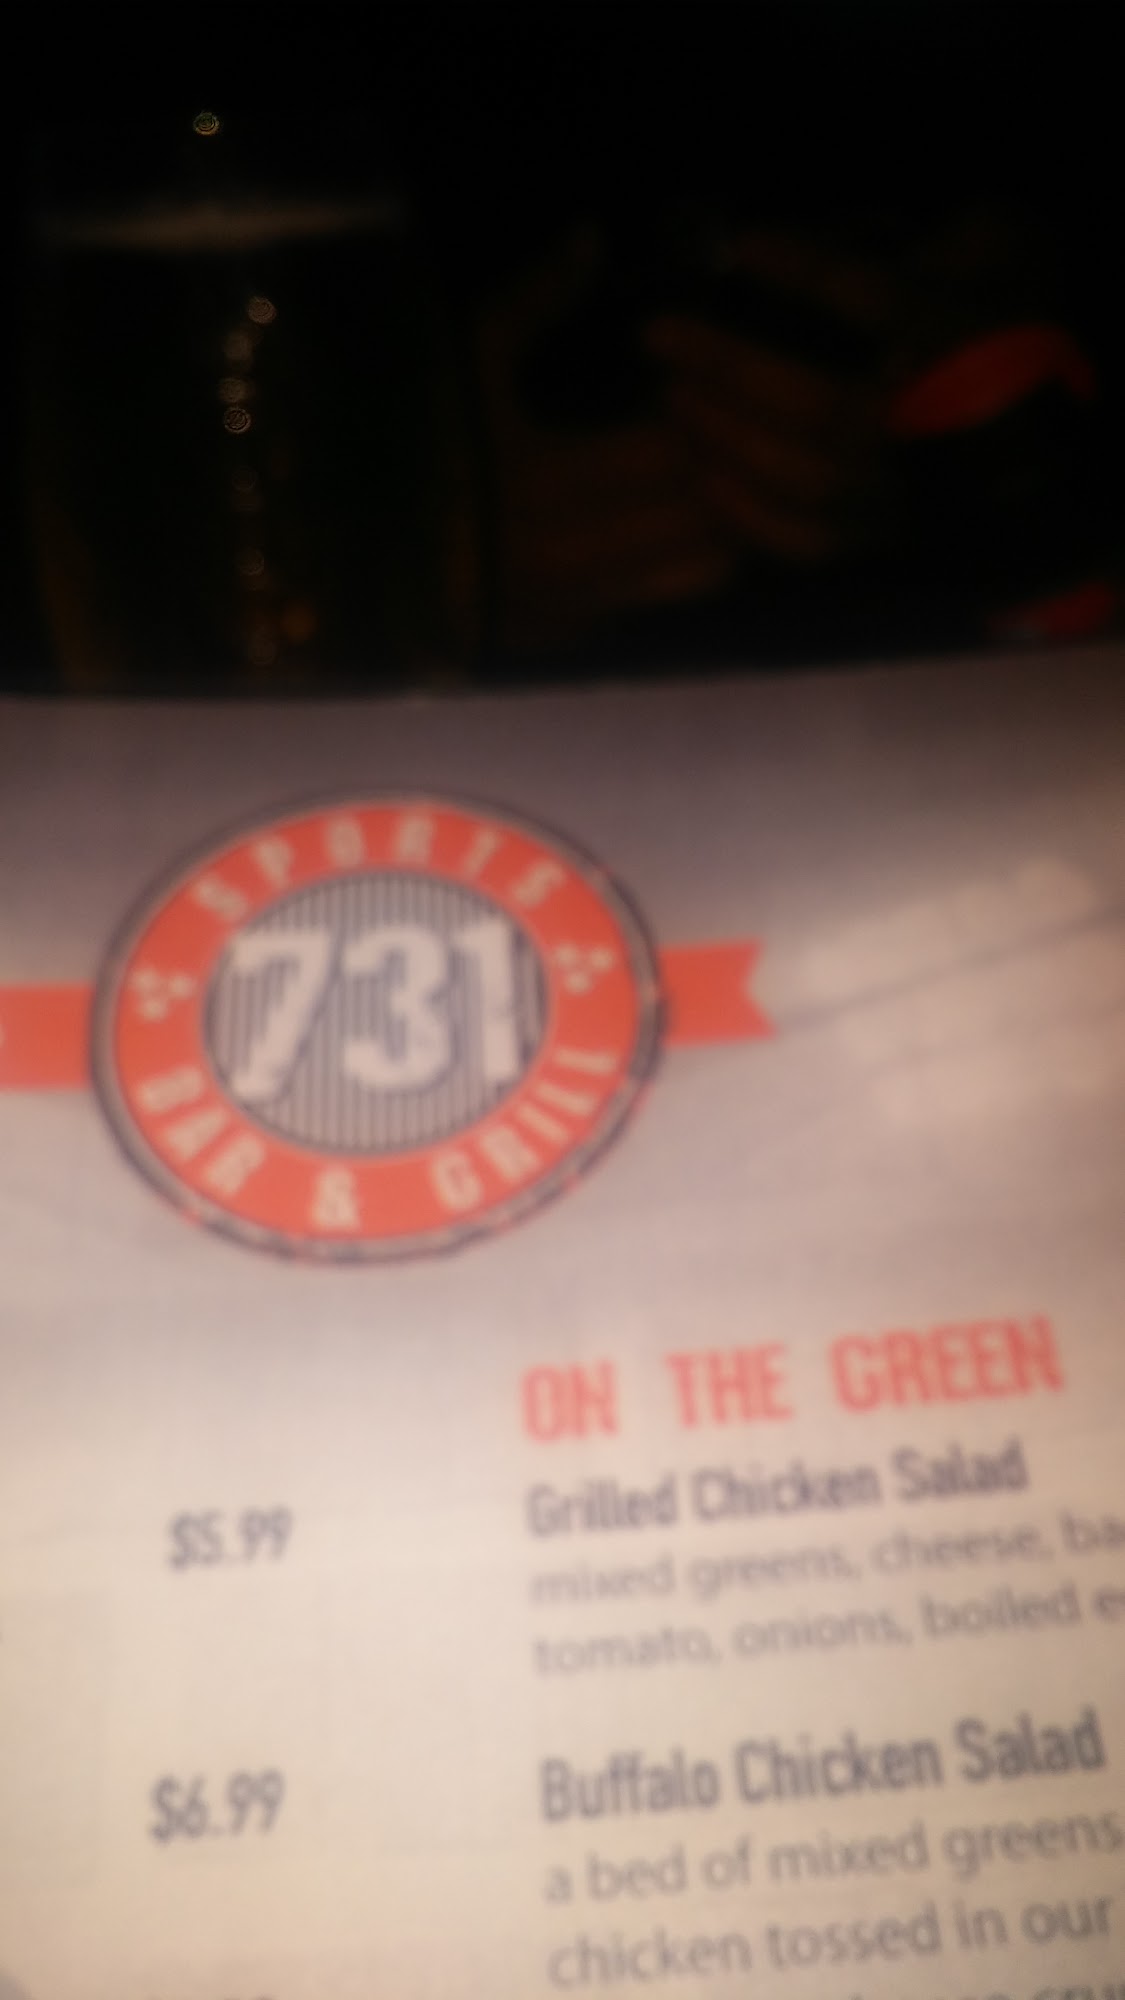 SPORTS
731
BAR & GRILL
ON THE GREEN
$5.99
Grilled Chicken Salad
mixed greens, cheese,
tomato, onions, boiled
$6.99
Buffalo Chicken Salad
a bed of mixed greens
chicken tossed in our